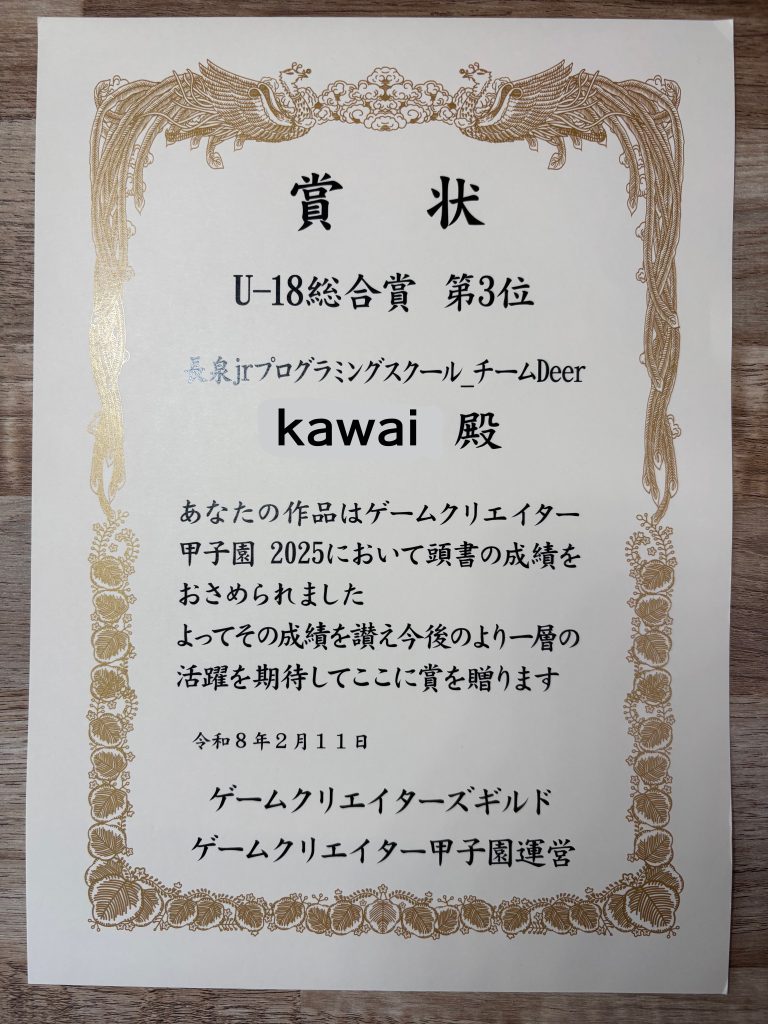 賞 状
U-18総合賞 第3位
長泉jrプログラミングスクール_チームDeer
kawai 殿
あなたの作品はゲームクリエイター
甲子園 2025において頭書の成績を
おさめられました
よってその成績を讃え今後のより一層の
活躍を期待してここに賞を贈ります
令和8年2月11日
ゲームクリエイターズギルド
ゲームクリエイター甲子園運営